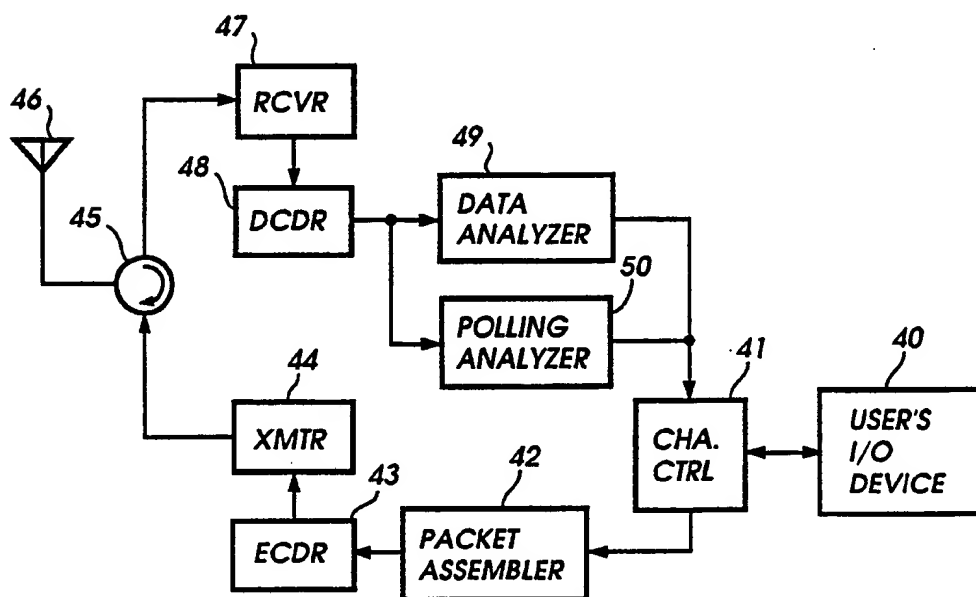 47
RCVR
46
48
DCDR
49
DATA
ANALYZER
45
50
POLLING
ANALYZER
44
XMTR
41
CHA.
CTRL
40
USER'S
I/O
DEVICE
43
ECDR
42
PACKET
ASSEMBLER